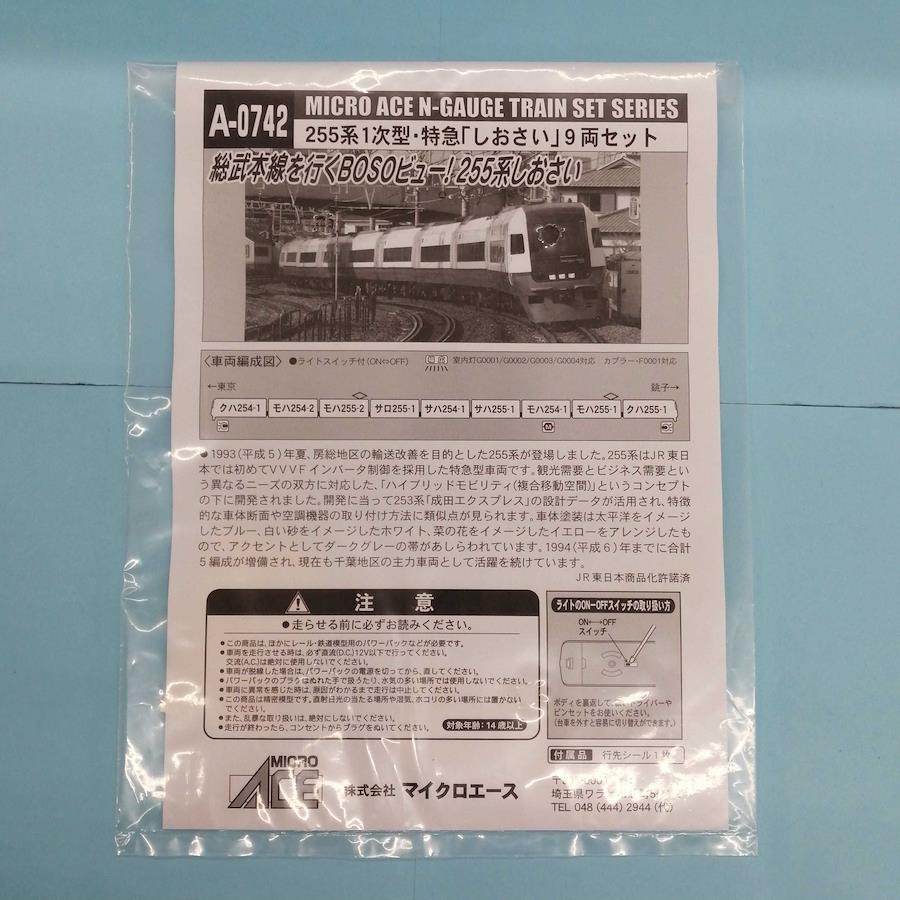 A-0742
MICRO ACE N-GAUGE TRAIN SET SERIES
255系1次型・特急「しおさい」9両セット
総武本線を行くBOSOビュー！255系しおさい
〈車両編成図〉 ●ライトスイッチ付(ON⇔OFF) 室内灯G0001/G0002/G0003/G0004対応 カプラー・F0001対応
←東京 銚子→
クハ254-1 モハ254-2 モハ255-2 サロ255-1 サハ254-1 サハ255-1 モハ254-1 モハ255-1 クハ255-1
M
●1993(平成5)年夏、房総地区の輸送改善を目的とした255系が登場しました。255系はJR東日
本では初めてVVVFインバータ制御を採用した特急型車両です。観光需要とビジネス需要とい
う異なるニーズの双方に対応した、「ハイブリッドモビリティ(複合移動空間)」というコンセプト
の下に開発されました。開発に当って253系「成田エクスプレス」の設計データが活用され、特徴
的な車体断面や空調機器の取り付け方法に類似点が見られます。車体塗装は太平洋をイメージ
したブルー、白い砂をイメージしたホワイト、菜の花をイメージしたイエローをアレンジしたも
ので、アクセントとしてダークグレーの帯があしらわれています。1994(平成6)年までに合計
5編成が増備され、現在も千葉地区の主力車両として活躍を続けています。
JR東日本商品化許諾済
注 意
●走らせる前に必ずお読みください。
●この商品は、ほかにレール・鉄道模型用のパワーパックなどが必要です。
●車両を走行させる時は、必ず直流(D.C.)12V以下で行ってください。
交流(A.C.)は絶対に使用しないでください。
●車両が脱線した場合は、パワーパックの電源を切ってから、直してください。
●パワーパックのプラグはぬれた手で扱ったり、水気の多い場所では使用しないでください。
●車両に異常を感じた時は、原因がわかるまで走行は中止してください。
●この商品は精密模型です。直射日光の当たる場所や湿気、ホコリの多い場所には置かない
でください。
●また、乱暴な取り扱いは、絶対にしないでください。
●走行が終わったら、コンセントからプラグをぬいてください。
対象年齢：14歳以上
ライトのON-OFFスイッチの取り扱い方
ON←→OFF
スイッチ
ボディを裏返して、ドライバーや
ピンセットをお使いください。
(台車を外すと容易に切り替えができます。)
付属品 行先シール1枚
MICRO
ACE
株式会社 マイクロエース
埼玉県ワラ
TEL 048 (444) 2944 (代)